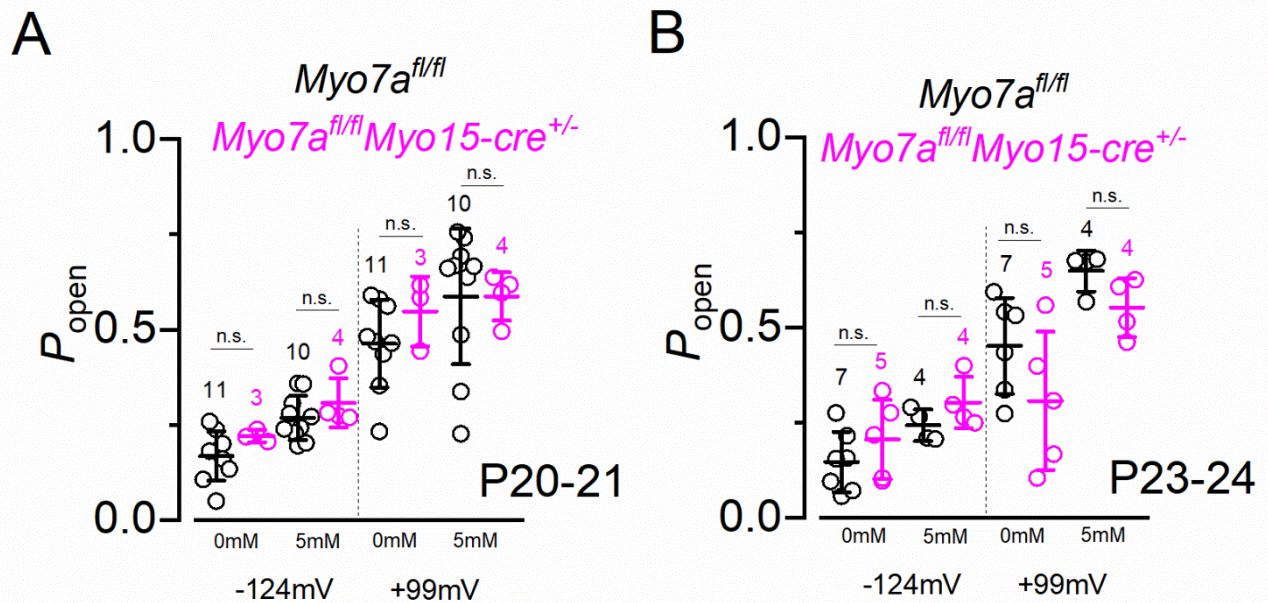 A
Myo7a^fl/fl
Myo7a^fl/fl Myo15-cre^+/-
1.0
0.5
0.0
P_open
n.s.
n.s.
n.s.
n.s.
11
3
10
4
11
3
10
4
P20-21
0mM 5mM 0mM 5mM
-124mV +99mV
B
Myo7a^fl/fl
Myo7a^fl/fl Myo15-cre^+/-
1.0
0.5
0.0
P_open
n.s.
n.s.
n.s.
n.s.
7
5
4
4
7
5
4
4
P23-24
0mM 5mM 0mM 5mM
-124mV +99mV